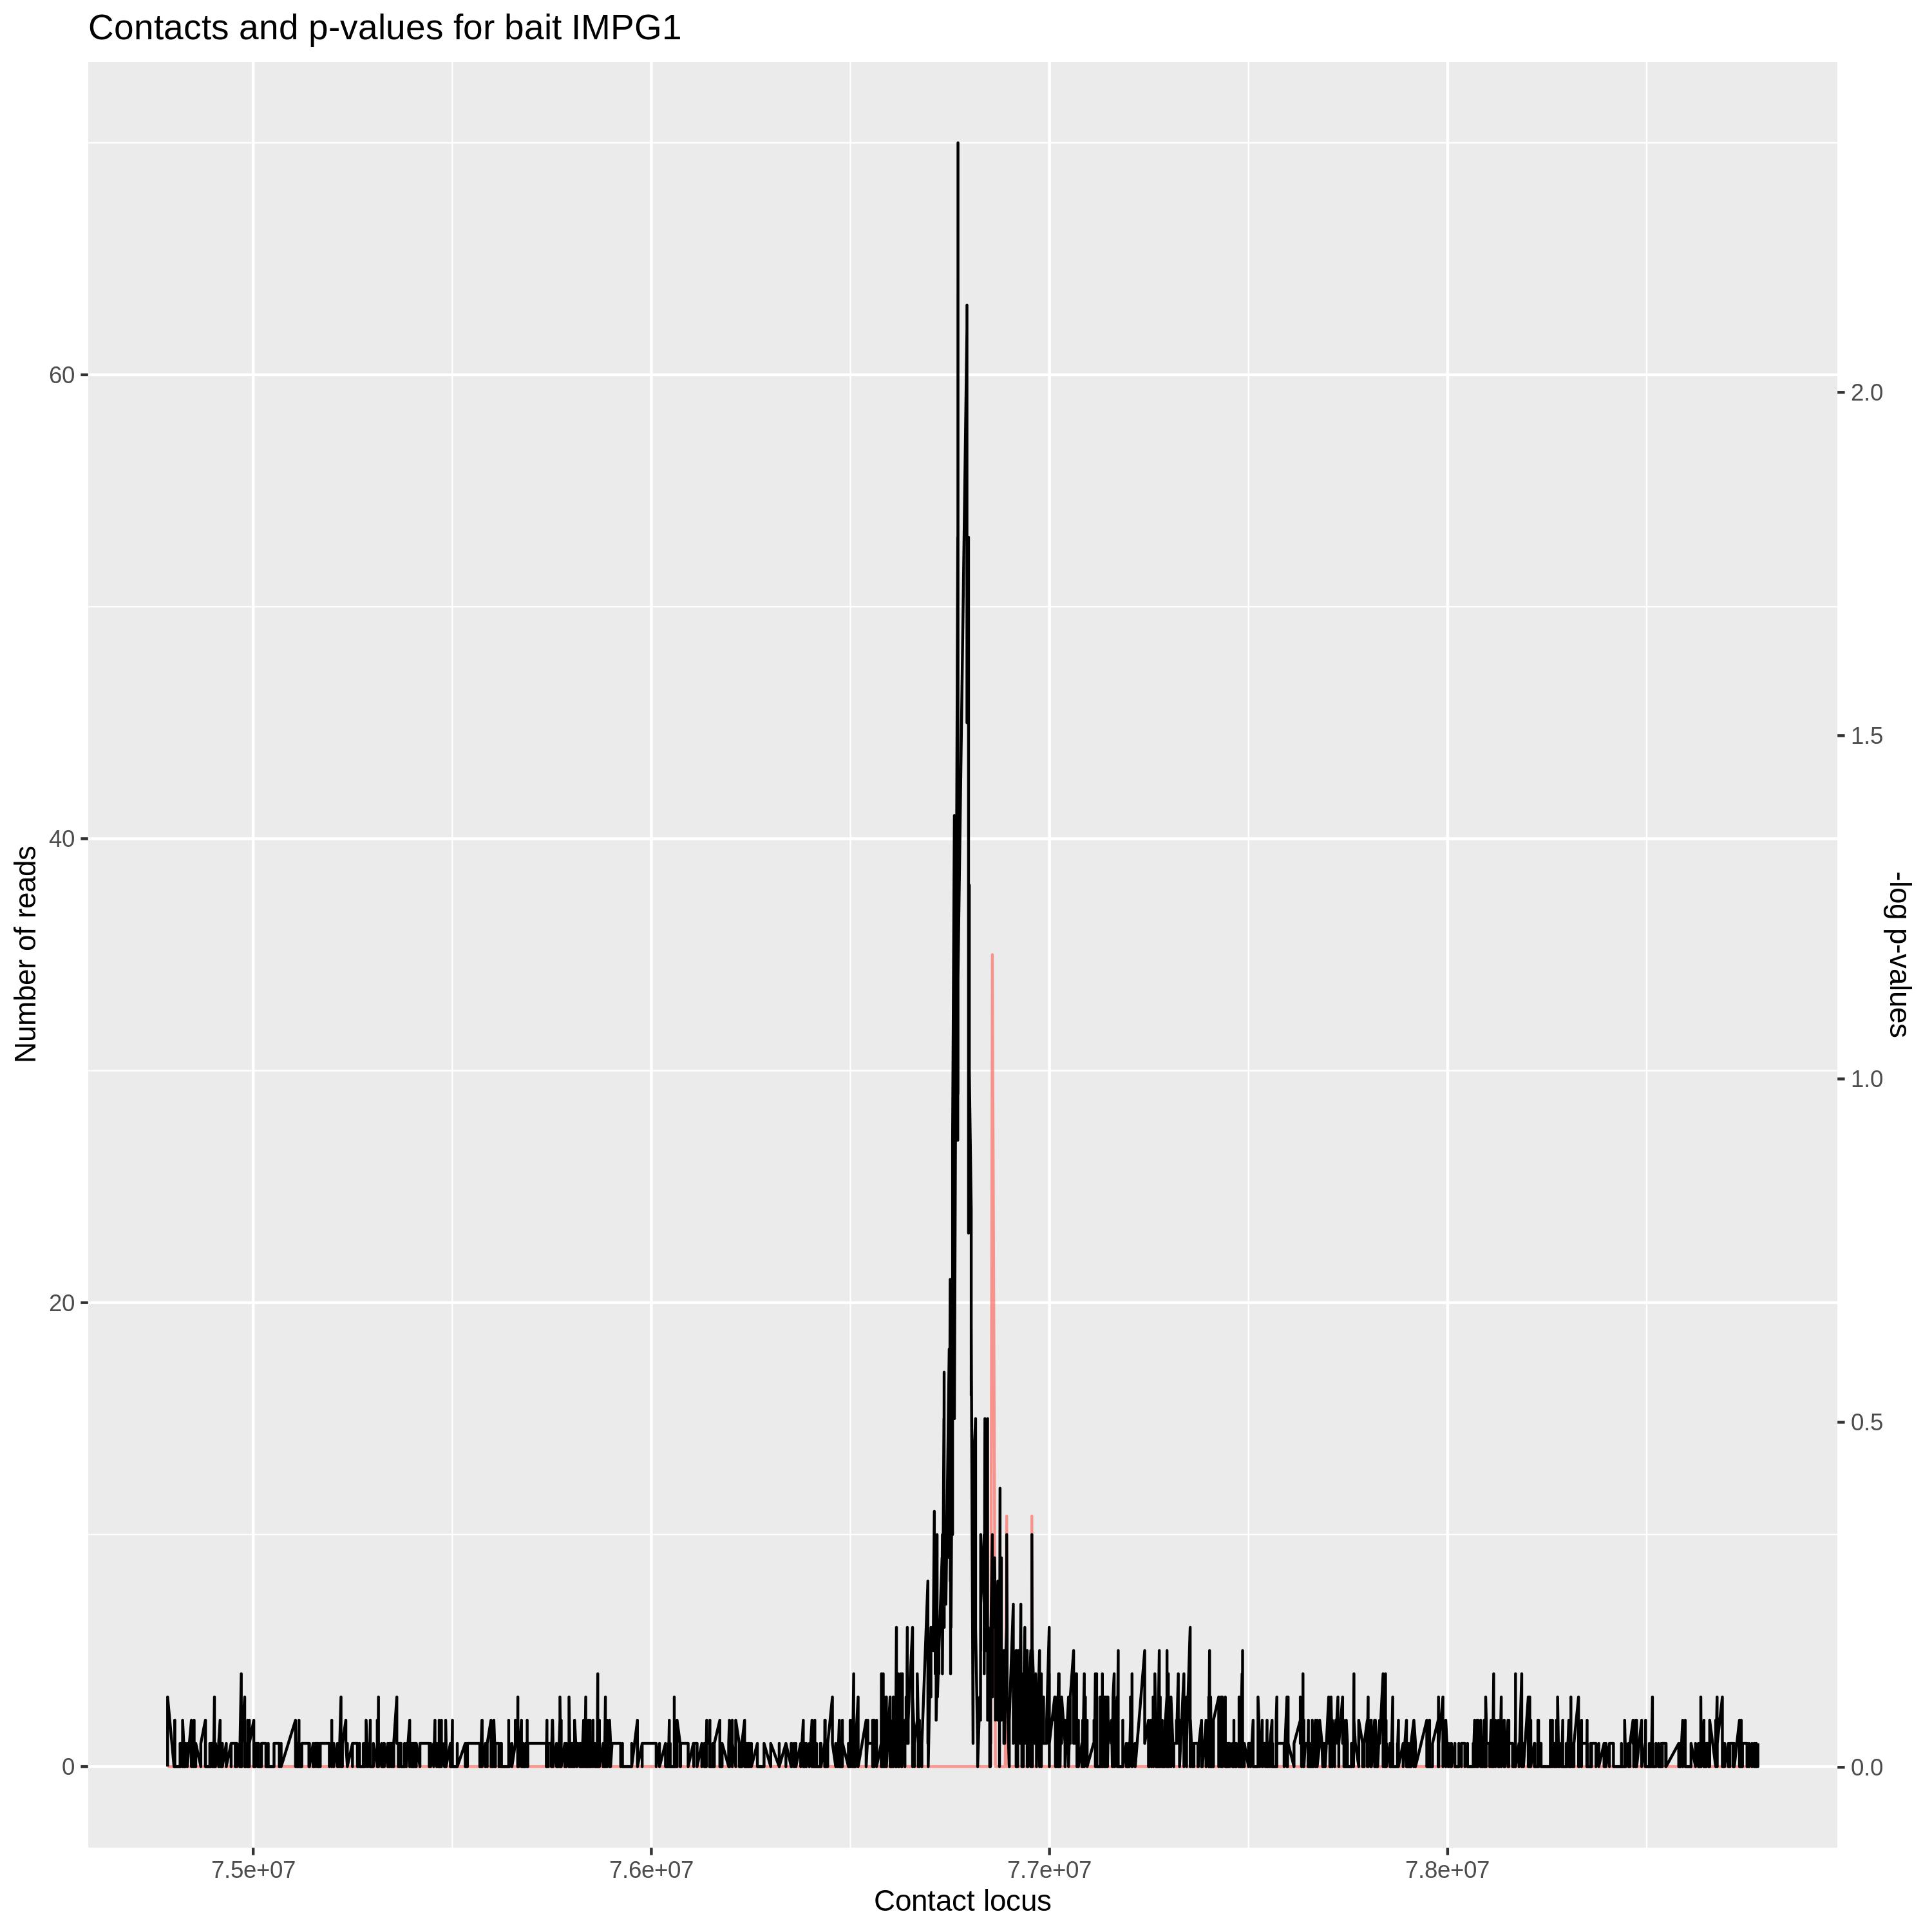 Contacts and p-values for bait IMPG1
Number of reads
60
40
20
0
2.0
1.5
1.0
0.5
0.0
-log p-values
7.5e+07 7.6e+07 7.7e+07 7.8e+07
Contact locus